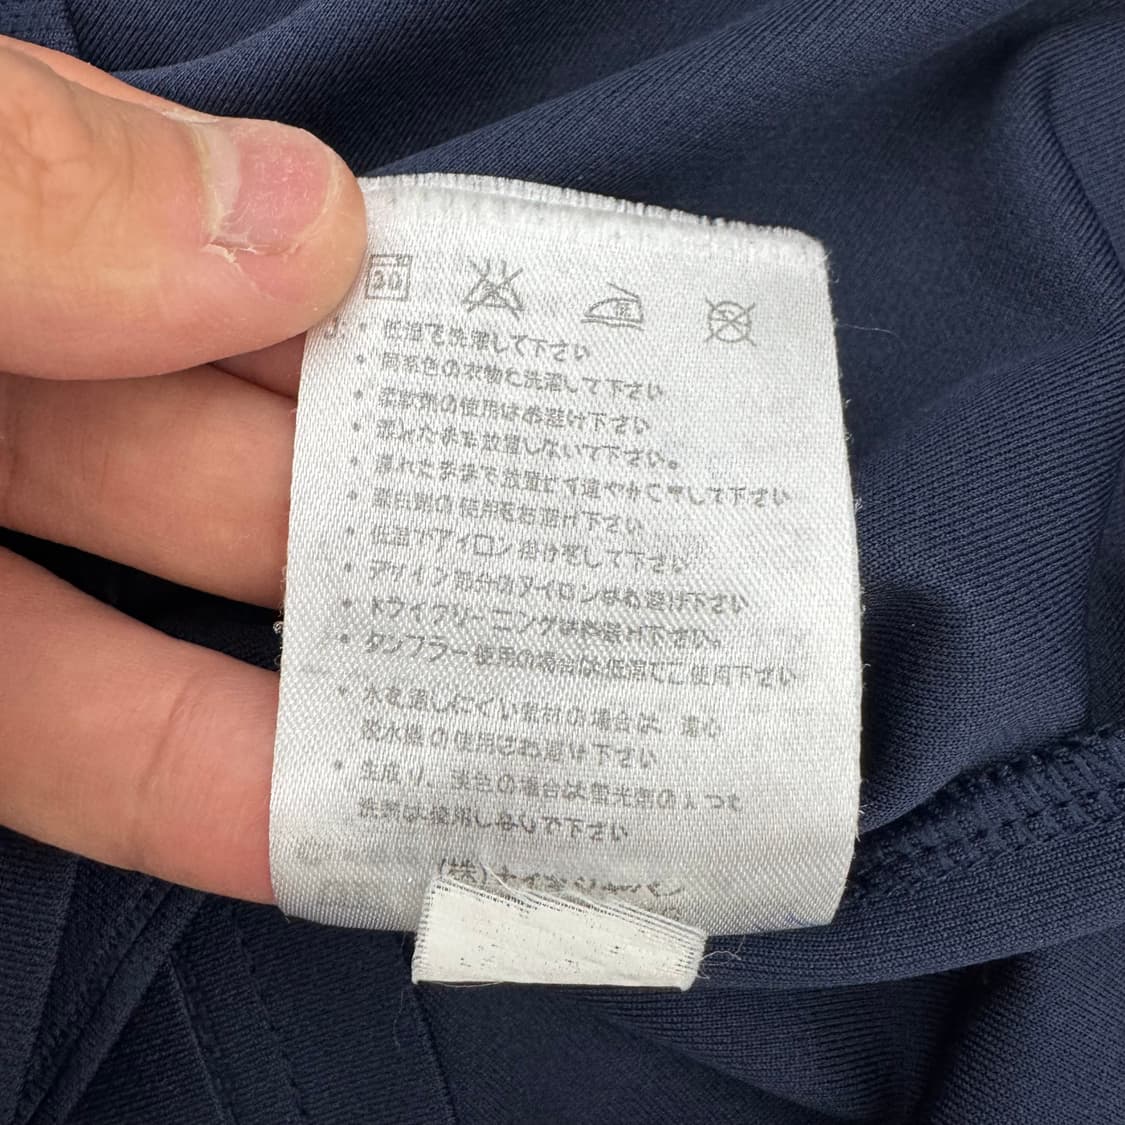 30
・低温で洗濯して下さい
・同系色の衣物と洗濯して下さい
・柔軟剤の使用はお避け下さい
・濡れたまま放置しないで下さい。
・濡れたままで放置せず速やかに干して下さい
・漂白剤の使用をお避け下さい
・低温でアイロン掛けをして下さい
・デザイン部分のアイロンはお避け下さい
・ドライクリーニングはお避け下さい。
・タンブラー使用の場合は低温でご使用下さい
・水を通しにくい素材の場合は 遠心
脱水機の使用はお避け下さい
・生成り、淡色の場合は蛍光剤の入った
洗剤は使用しないで下さい
(株)ナイキジャパン